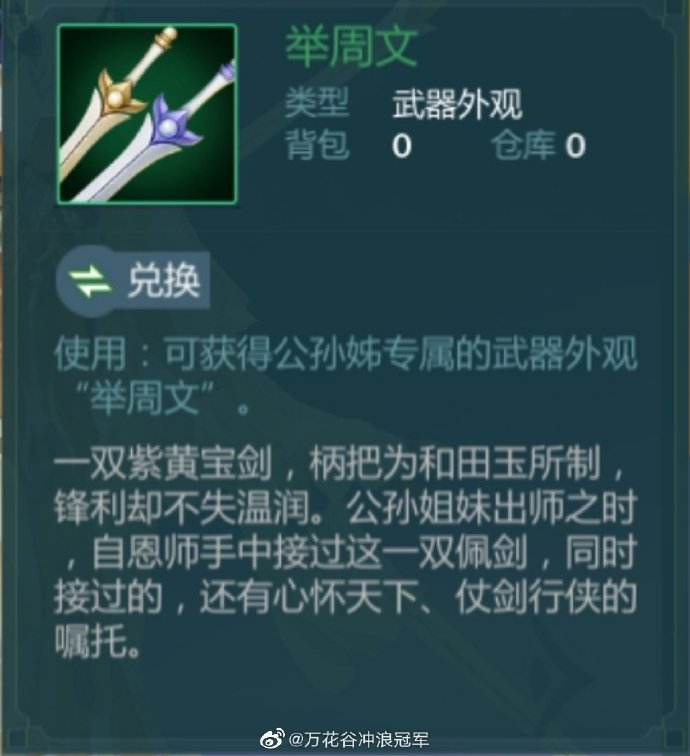 举周文
类型 武器外观
背包 0 仓库 0
兑换
使用：可获得公孙姊专属的武器外观
“举周文”。
一双紫黄宝剑，柄把为和田玉所制，
锋利却不失温润。公孙姐妹出师之时
，自恩师手中接过这一双佩剑，同时
接过的，还有心怀天下、仗剑行侠的
嘱托。
@万花谷冲浪冠军